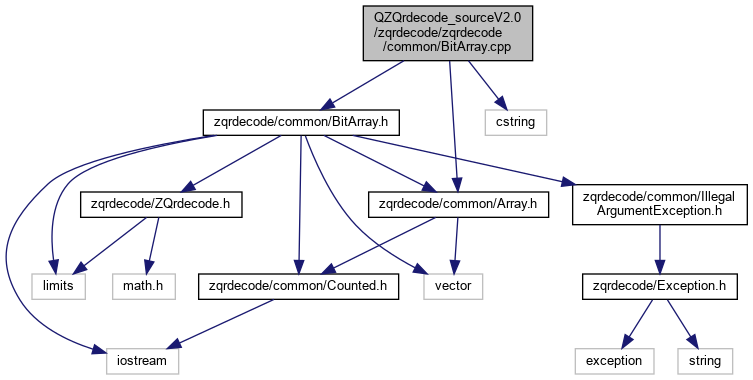 QZQrdecode_sourceV2.0
/zqrdecode/zqrdecode
/common/BitArray.cpp
zqrdecode/common/BitArray.h
cstring
zqrdecode/ZQrdecode.h
zqrdecode/common/Array.h
zqrdecode/common/Illegal
ArgumentException.h
limits
math.h
zqrdecode/common/Counted.h
vector
zqrdecode/Exception.h
iostream
exception
string